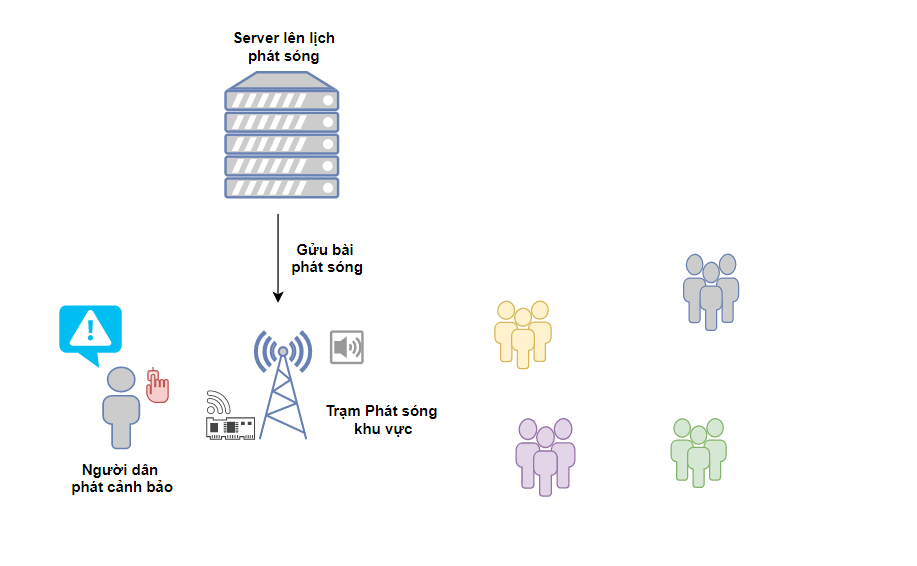 Server lên lịch
phát sóng
Gửu bài
phát sóng
Trạm Phát sóng
khu vực
Người dân
phát cảnh bảo